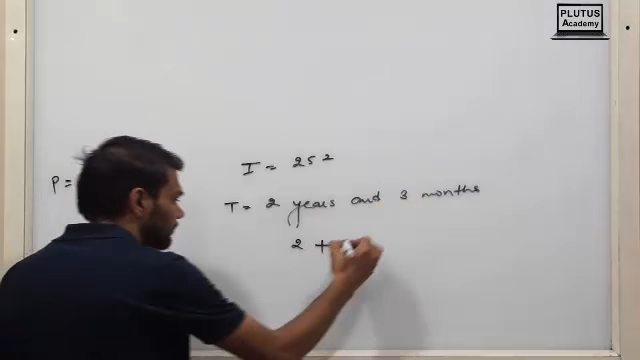 PLUTUS
Academy
I = 252
P =
T = 2 years and 3 months
2 +